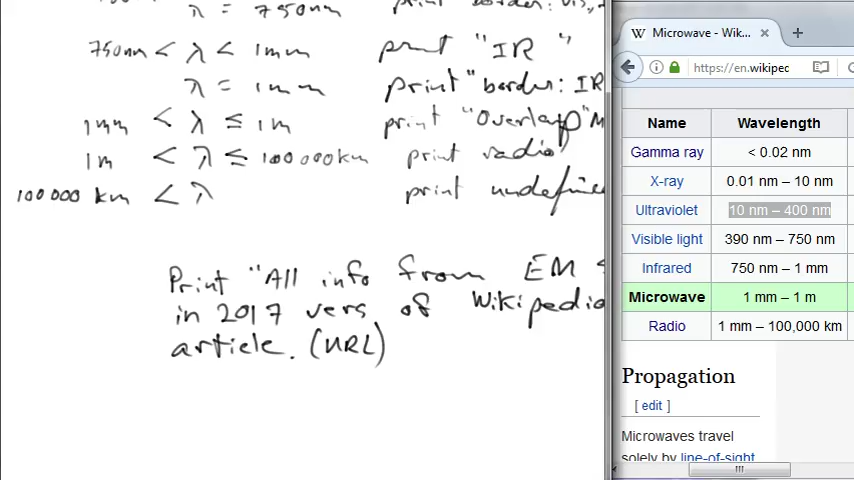 λ = 750nm print "border: vis,
750nm < λ < 1mm print "IR "
λ = 1mm print "border: IR
1mm < λ ≤ 1m print "Overlap" M
1m < λ ≤ 100 000km print radio
100 000 km < λ print undefine
Print "All info from EM
in 2017 vers of Wikipedia
article. (URL)
W Microwave - Wik... × +
https://en.wikipec
Name Wavelength
Gamma ray < 0.02 nm
X-ray 0.01 nm – 10 nm
Ultraviolet 10 nm – 400 nm
Visible light 390 nm – 750 nm
Infrared 750 nm – 1 mm
Microwave 1 mm – 1 m
Radio 1 mm – 100,000 km
Propagation
[ edit ]
Microwaves travel
solely by line-of-sight